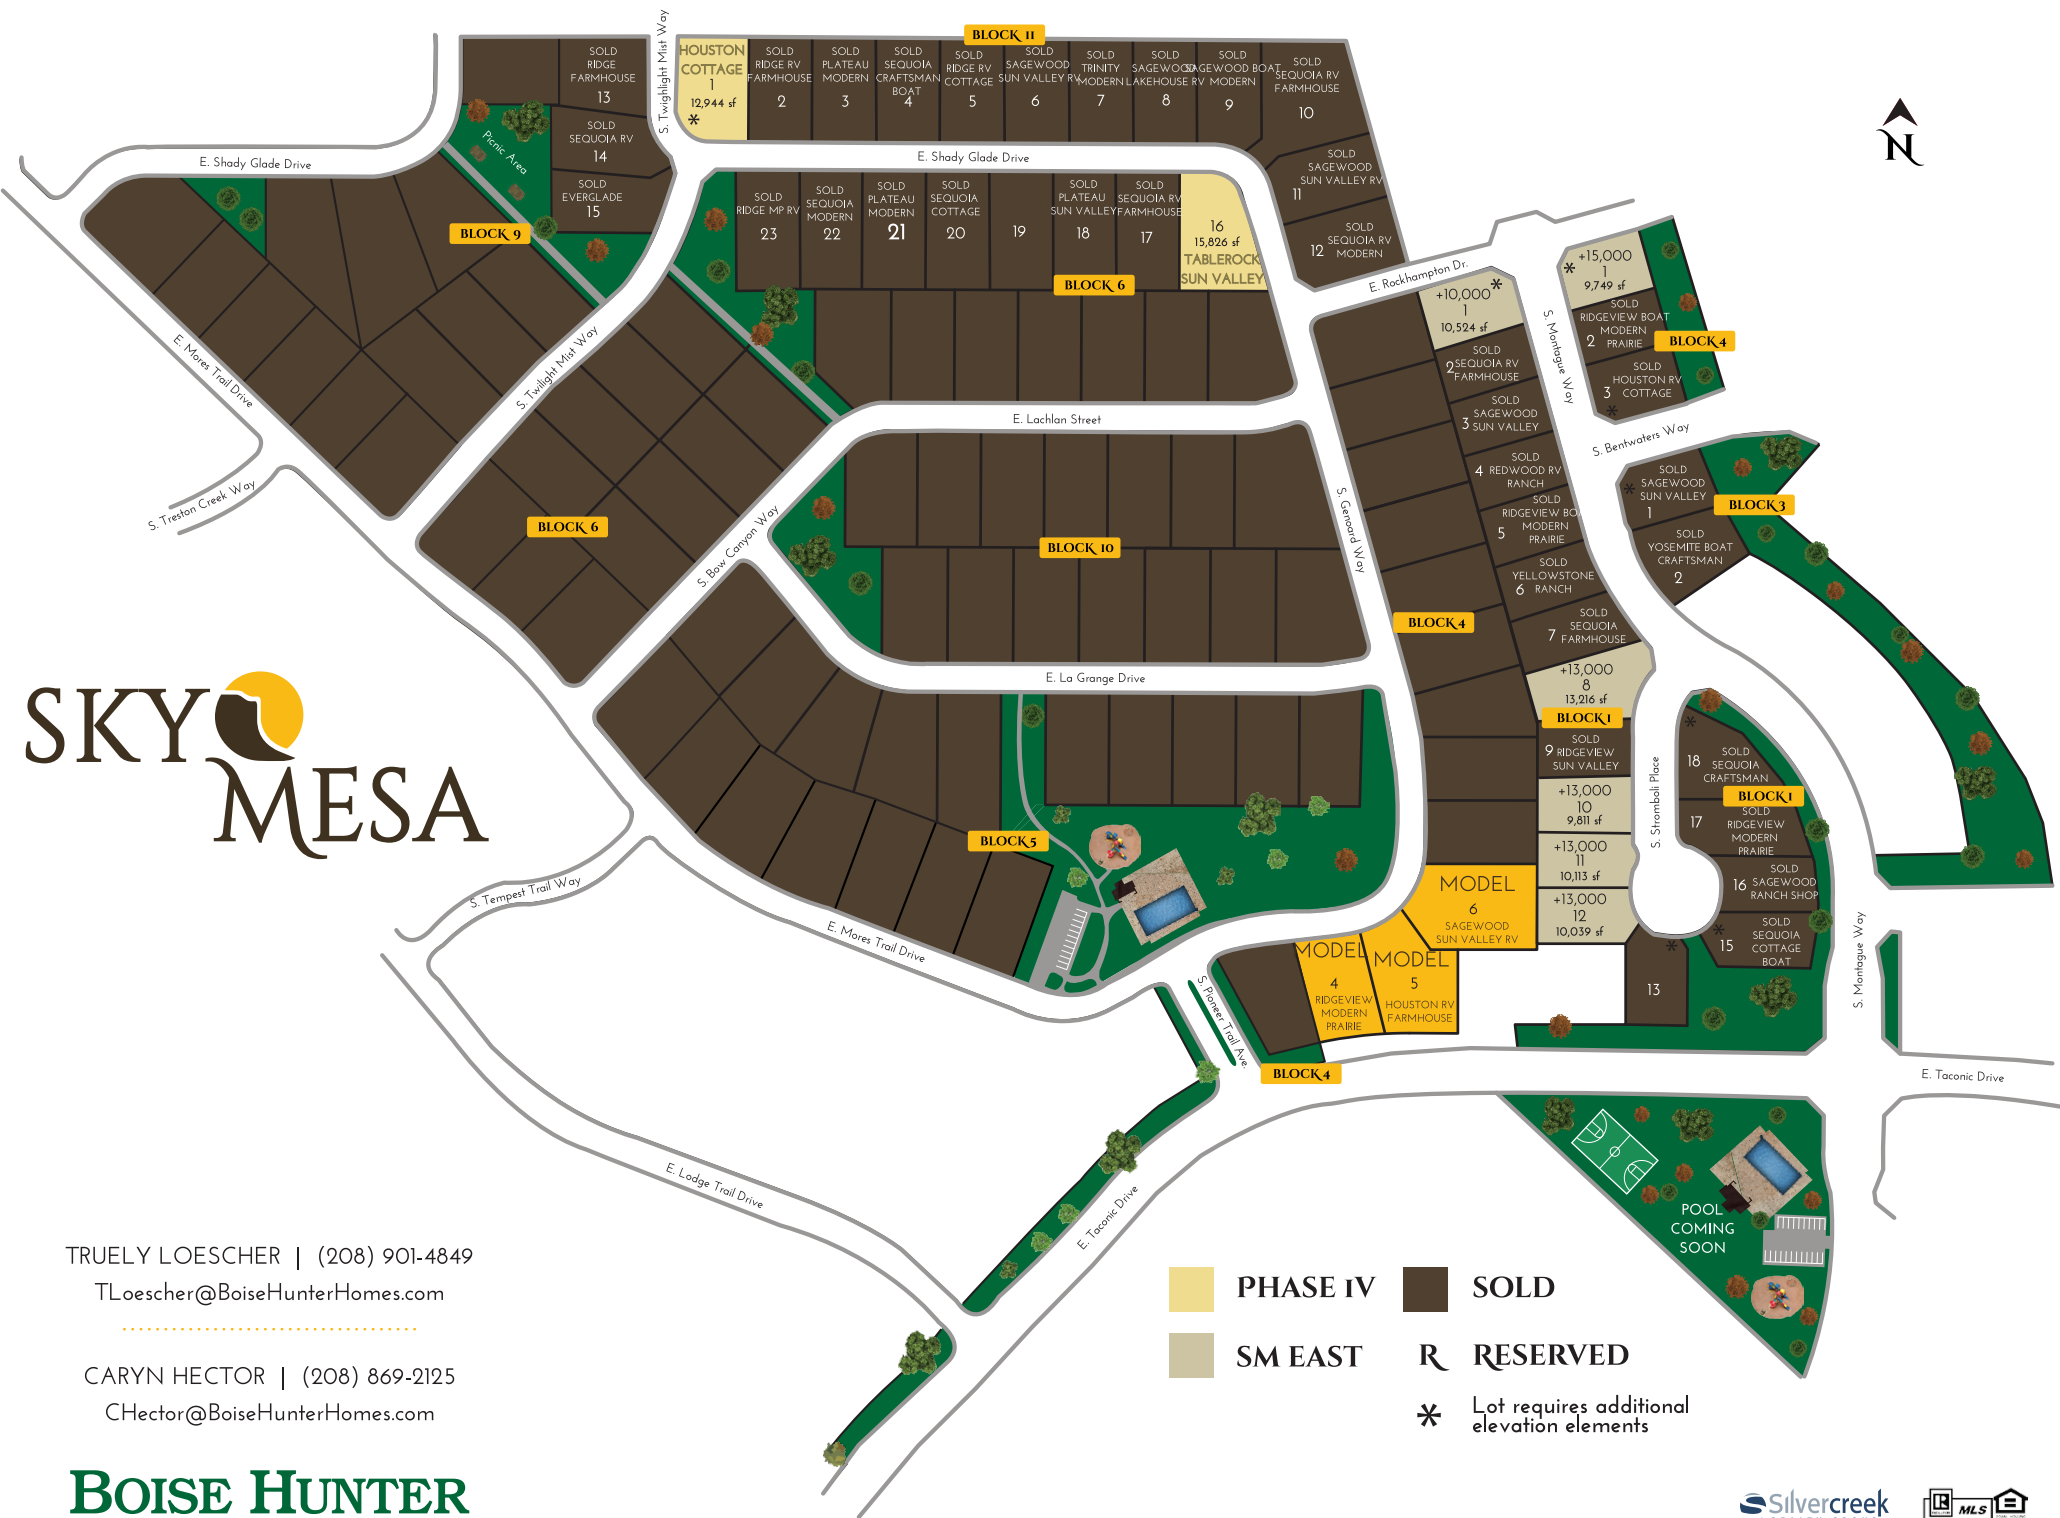 BLOCK 11
SOLD
RIDGE
FARMHOUSE
13
S. Twighlight Mist Way
HOUSTON
COTTAGE
1
12,944 sf
*
SOLD
RIDGE RV
FARMHOUSE
2
SOLD
PLATEAU
MODERN
3
SOLD
SEQUOIA
CRAFTSMAN
BOAT
4
SOLD
RIDGE RV
COTTAGE
5
SOLD
SAGEWOOD
SUN VALLEY RV
6
SOLD
TRINITY
MODERN
7
SOLD
SAGEWOOD
LAKEHOUSE RV
8
SOLD
SAGEWOOD BOAT
MODERN
9
SOLD
SEQUOIA RV
FARMHOUSE
10
SOLD
SAGEWOOD
SUN VALLEY RV
11
12
SOLD
SEQUOIA RV
MODERN
N
SOLD
SEQUOIA RV
14
SOLD
EVERGLADE
15
Picnic Area
E. Shady Glade Drive
E. Shady Glade Drive
BLOCK 9
SOLD
RIDGE MP RV
23
SOLD
SEQUOIA
MODERN
22
SOLD
PLATEAU
MODERN
21
SOLD
SEQUOIA
COTTAGE
20
19
SOLD
PLATEAU
SUN VALLEY
18
SOLD
SEQUOIA RV
FARMHOUSE
17
16
15,826 sf
TABLEROCK
SUN VALLEY
BLOCK 6
E. Rockhampton Dr.
+10,000
*
1
10,524 sf
S. Montague Way
+15,000
*
1
9,749 sf
SOLD
RIDGEVIEW BOAT
MODERN
2 PRAIRIE
BLOCK 4
SOLD
HOUSTON RV
3 COTTAGE
*
S. Bentwaters Way
SOLD
2 SEQUOIA RV
FARMHOUSE
SOLD
SAGEWOOD
3 SUN VALLEY
SOLD
4 REDWOOD RV
RANCH
SOLD
RIDGEVIEW BO
MODERN
5 PRAIRIE
SOLD
YELLOWSTONE
6 RANCH
SOLD
SEQUOIA
7 FARMHOUSE
+13,000
8
13,216 sf
BLOCK 1
SOLD
9 RIDGEVIEW
SUN VALLEY
+13,000
10
9,811 sf
+13,000
11
10,113 sf
+13,000
12
10,039 sf
SOLD
SAGEWOOD
* SUN VALLEY
1
BLOCK 3
SOLD
YOSEMITE BOAT
CRAFTSMAN
2
E. Mores Trail Drive
S. Twilight Mist Way
S. Treston Creek Way
BLOCK 6
E. Lachlan Street
S. Bow Canyon Way
BLOCK 10
S. Genoard Way
BLOCK 4
E. La Grange Drive
SKY
MESA
BLOCK 5
S. Tempest Trail Way
E. Mores Trail Drive
S. Stromboli Place
*
SOLD
18 SEQUOIA
CRAFTSMAN
BLOCK 1
SOLD
17 RIDGEVIEW
MODERN
PRAIRIE
SOLD
16 SAGEWOOD
RANCH SHOP
SOLD
* SEQUOIA
15 COTTAGE
BOAT
*
13
MODEL
6
SAGEWOOD
SUN VALLEY RV
MODEL
4
RIDGEVIEW
MODERN
PRAIRIE
MODEL
5
HOUSTON RV
FARMHOUSE
S. Pioneer Trail Ave.
BLOCK 4
S. Montague Way
E. Taconic Drive
E. Lodge Trail Drive
E. Taconic Drive
POOL
COMING
SOON
TRUELY LOESCHER | (208) 901-4849
TLoescher@BoiseHunterHomes.com
CARYN HECTOR | (208) 869-2125
CHector@BoiseHunterHomes.com
BOISE HUNTER
PHASE IV
SOLD
SM EAST
R RESERVED
* Lot requires additional
elevation elements
Silvercreek
R MLS